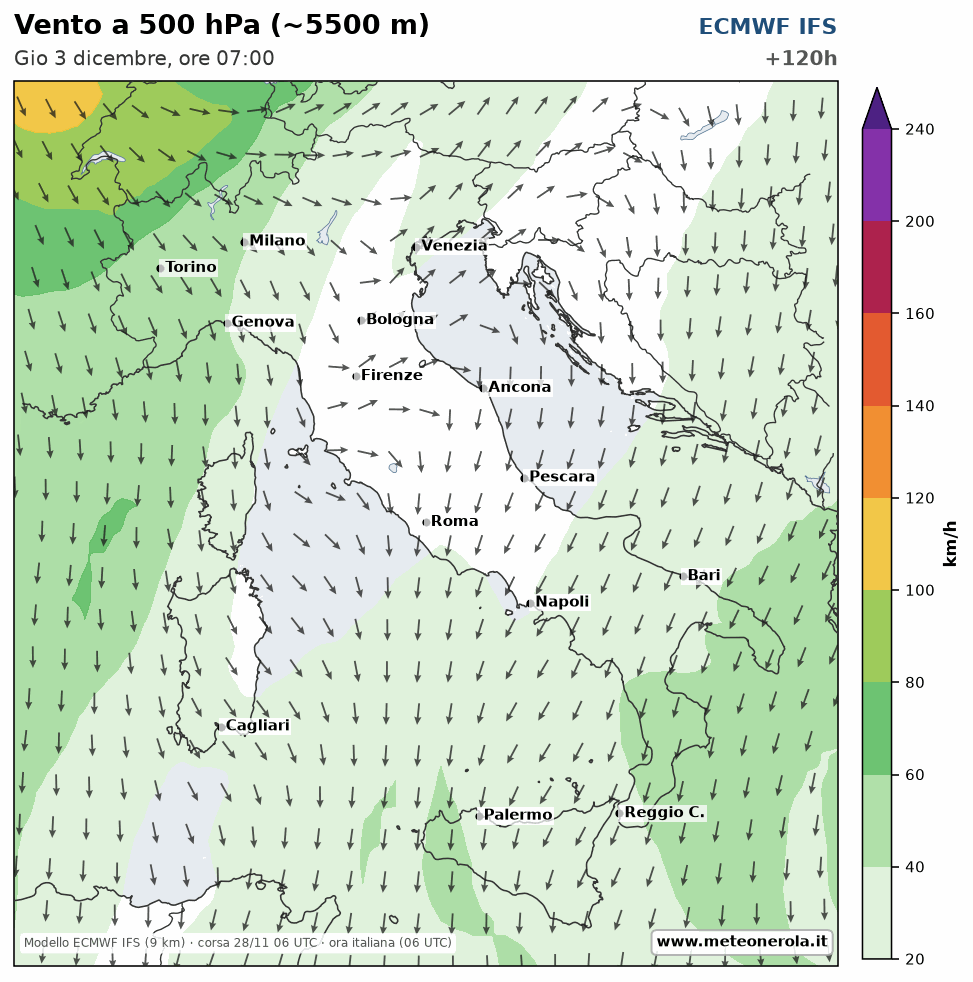 Vento a 500 hPa (~5500 m)
ECMWF IFS
Gio 3 dicembre, ore 07:00
+120h
Milano
Venezia
Torino
Genova
Bologna
Firenze
Ancona
Pescara
Roma
Bari
Napoli
Cagliari
Palermo
Reggio C.
Modello ECMWF IFS (9 km) · corsa 28/11 06 UTC · ora italiana (06 UTC)
www.meteonerola.it
240
200
160
140
120
100
80
60
40
20
km/h